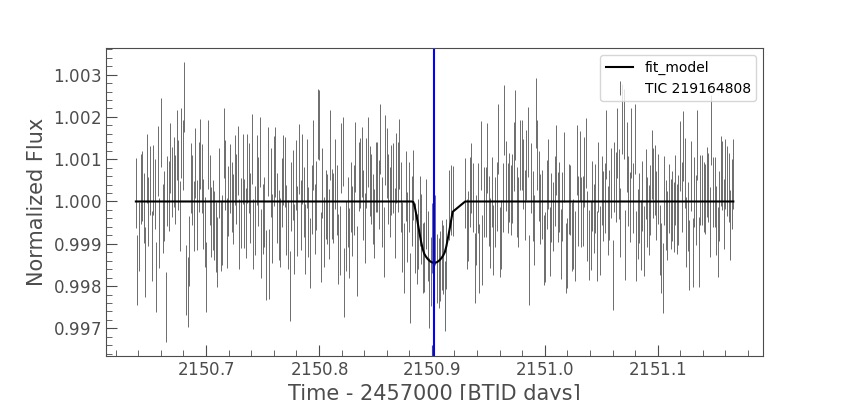 fit_model
TIC 219164808
1.003
1.002
1.001
1.000
0.999
0.998
0.997
Normalized Flux
2150.7 2150.8 2150.9 2151.0 2151.1
Time - 2457000 [BTJD days]